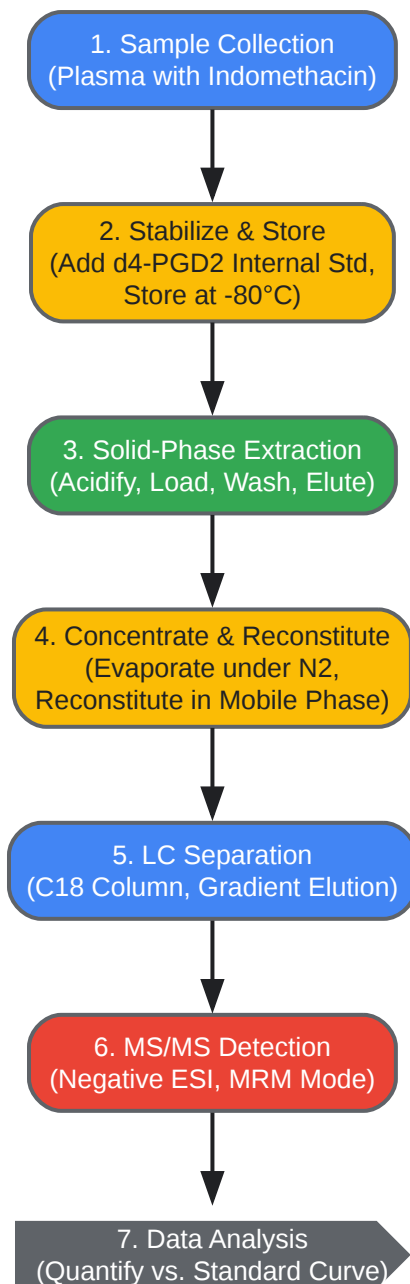 1. Sample Collection
(Plasma with Indomethacin)
2. Stabilize & Store
(Add d4-PGD2 Internal Std,
Store at -80°C)
3. Solid-Phase Extraction
(Acidify, Load, Wash, Elute)
4. Concentrate & Reconstitute
(Evaporate under N2,
Reconstitute in Mobile Phase)
5. LC Separation
(C18 Column, Gradient Elution)
6. MS/MS Detection
(Negative ESI, MRM Mode)
7. Data Analysis
(Quantify vs. Standard Curve)